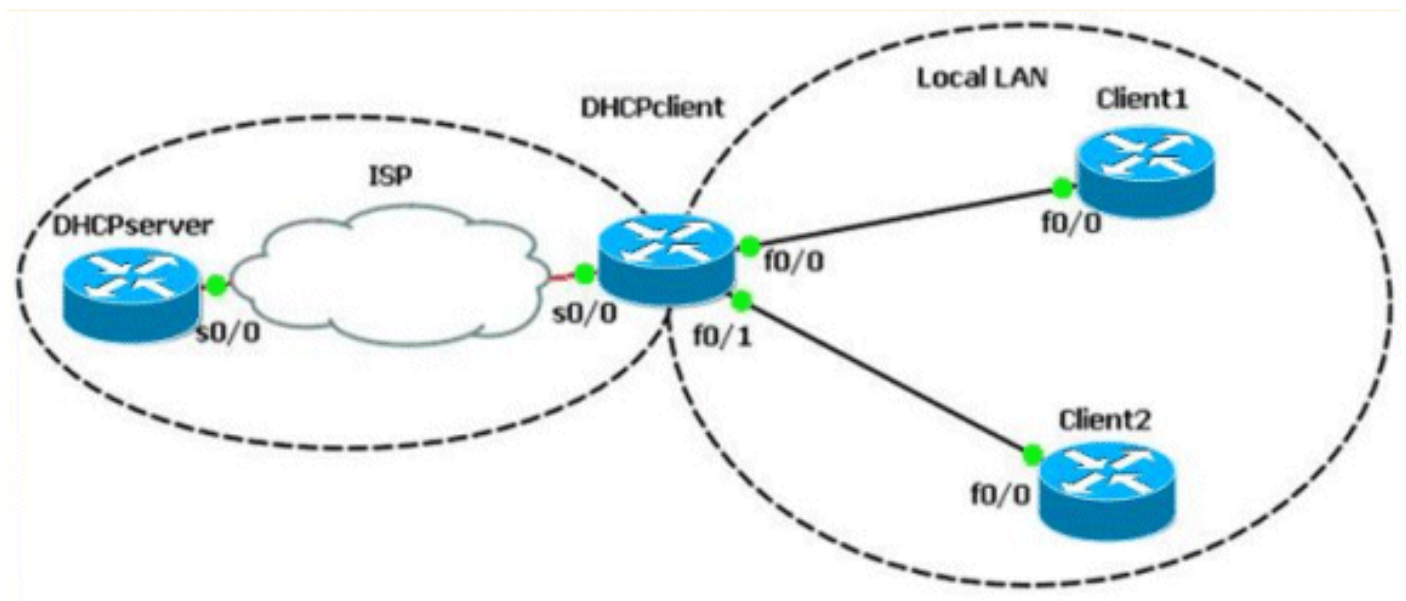 Local LAN
Client1
DHCPclient
ISP
DHCPserver
f0/0
f0/0
s0/0
s0/0
f0/1
Client2
f0/0